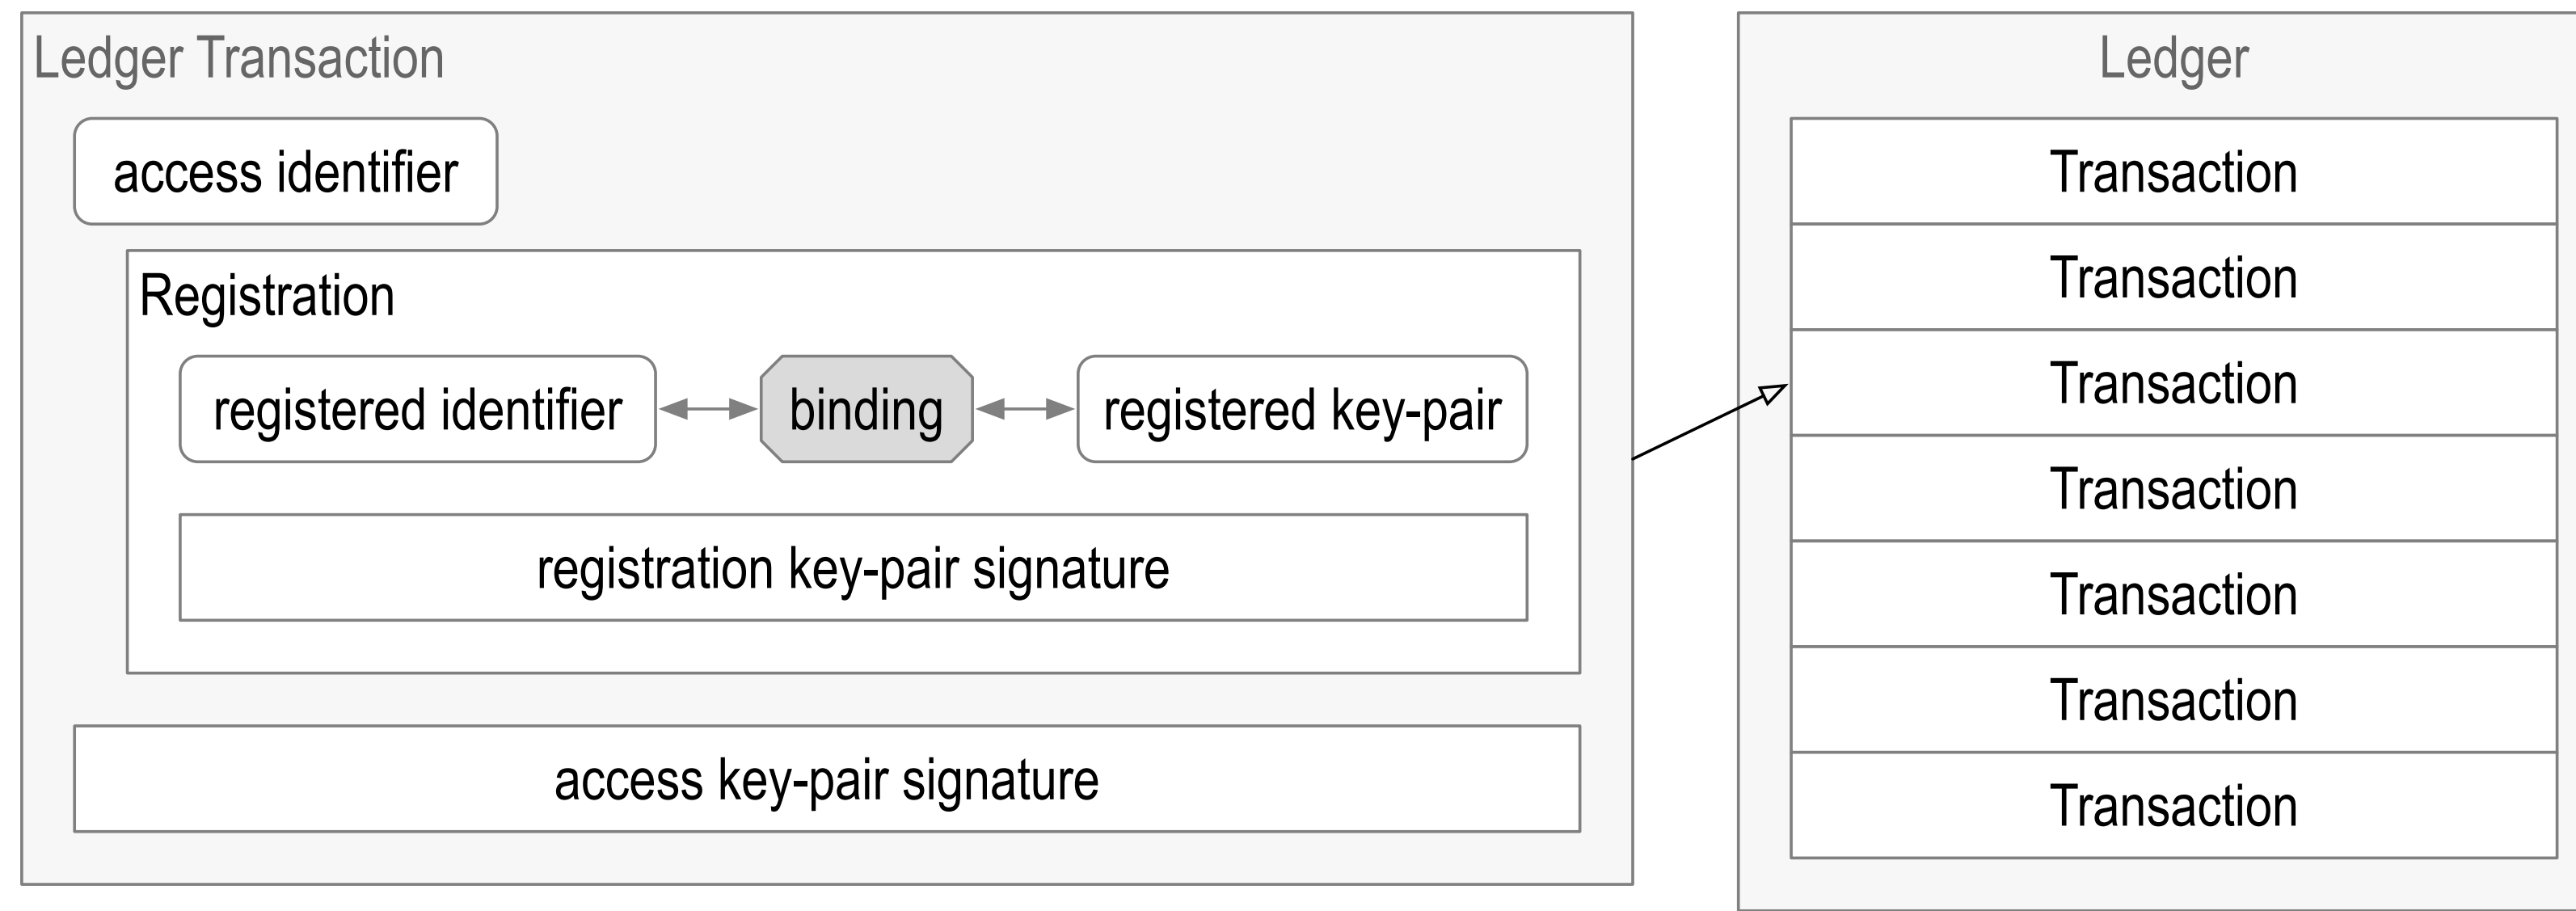 Ledger Transaction
access identifier
Registration
registered identifier
binding
registered key-pair
registration key-pair signature
access key-pair signature
Ledger
Transaction
Transaction
Transaction
Transaction
Transaction
Transaction
Transaction